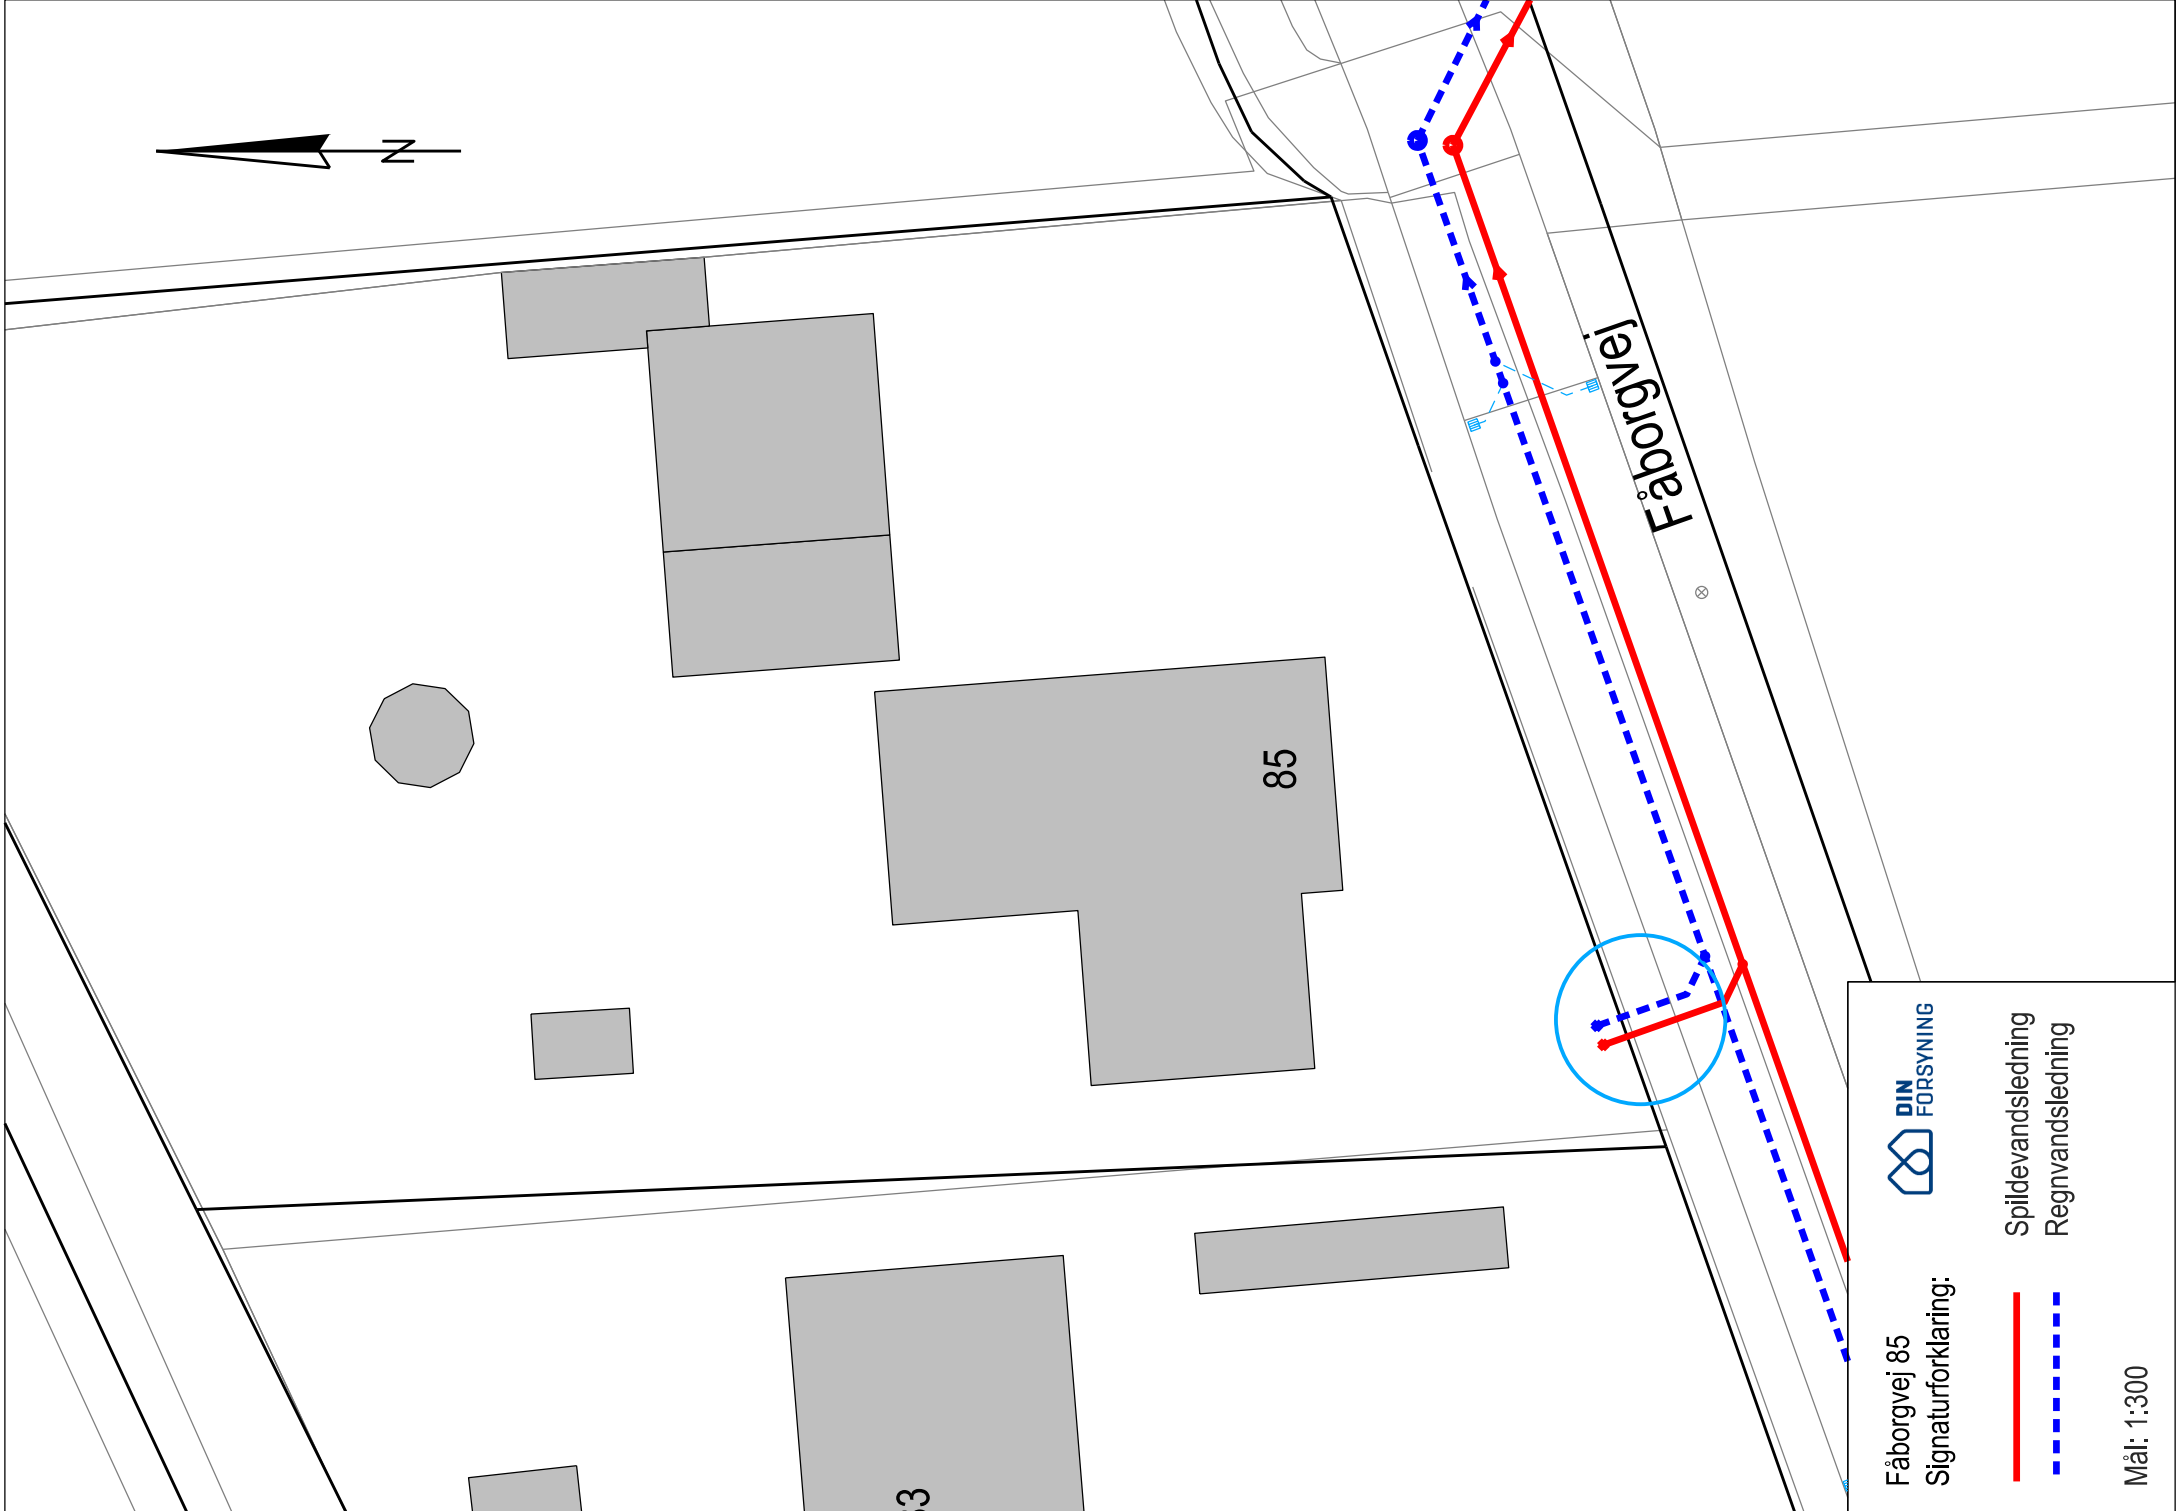 N
Fåborgvej
85
3
Fåborgvej 85
Signaturforklaring:
DIN
FORSYNING
Spildevandsledning
Regnvandsledning
Mål: 1:300